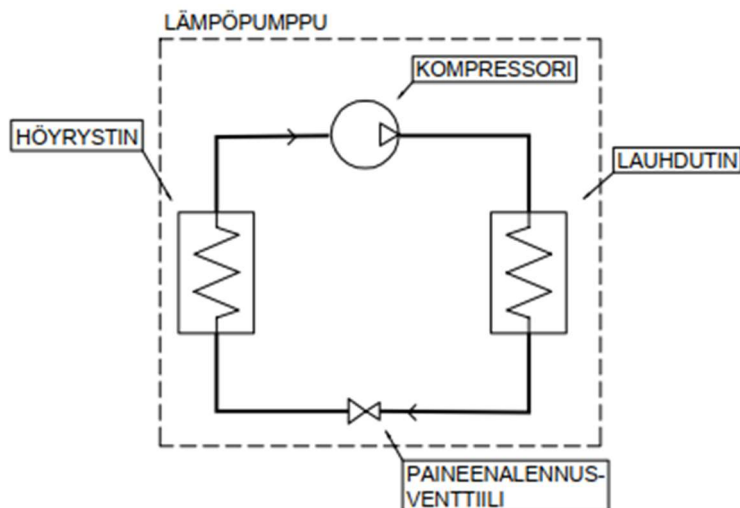 LÄMPÖPUMPPU
KOMPRESSORI
HÖYRYSTIN
LAUHDUTIN
PAINEENALENNUS-
VENTTIILI